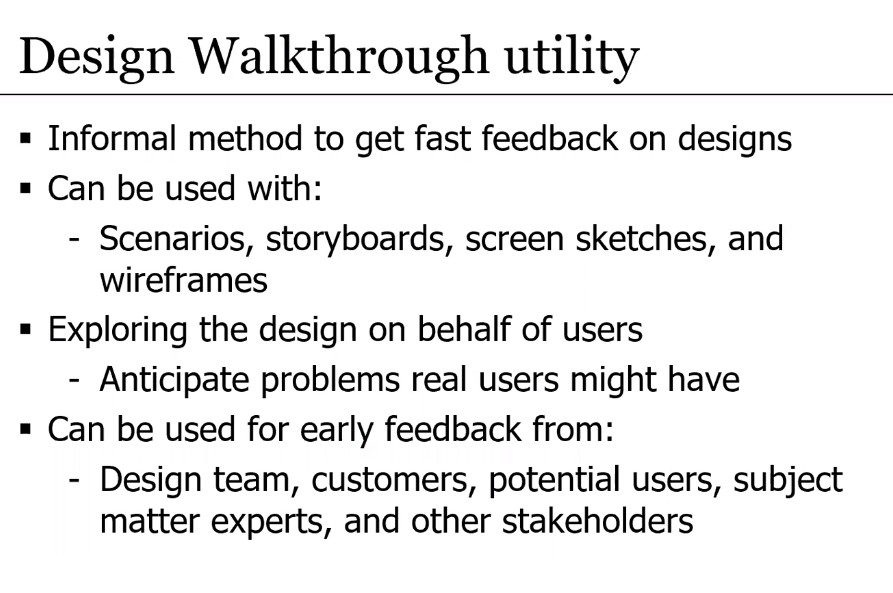 Design Walkthrough utility
▪ Informal method to get fast feedback on designs
▪ Can be used with:
- Scenarios, storyboards, screen sketches, and
wireframes
▪ Exploring the design on behalf of users
- Anticipate problems real users might have
▪ Can be used for early feedback from:
- Design team, customers, potential users, subject
matter experts, and other stakeholders